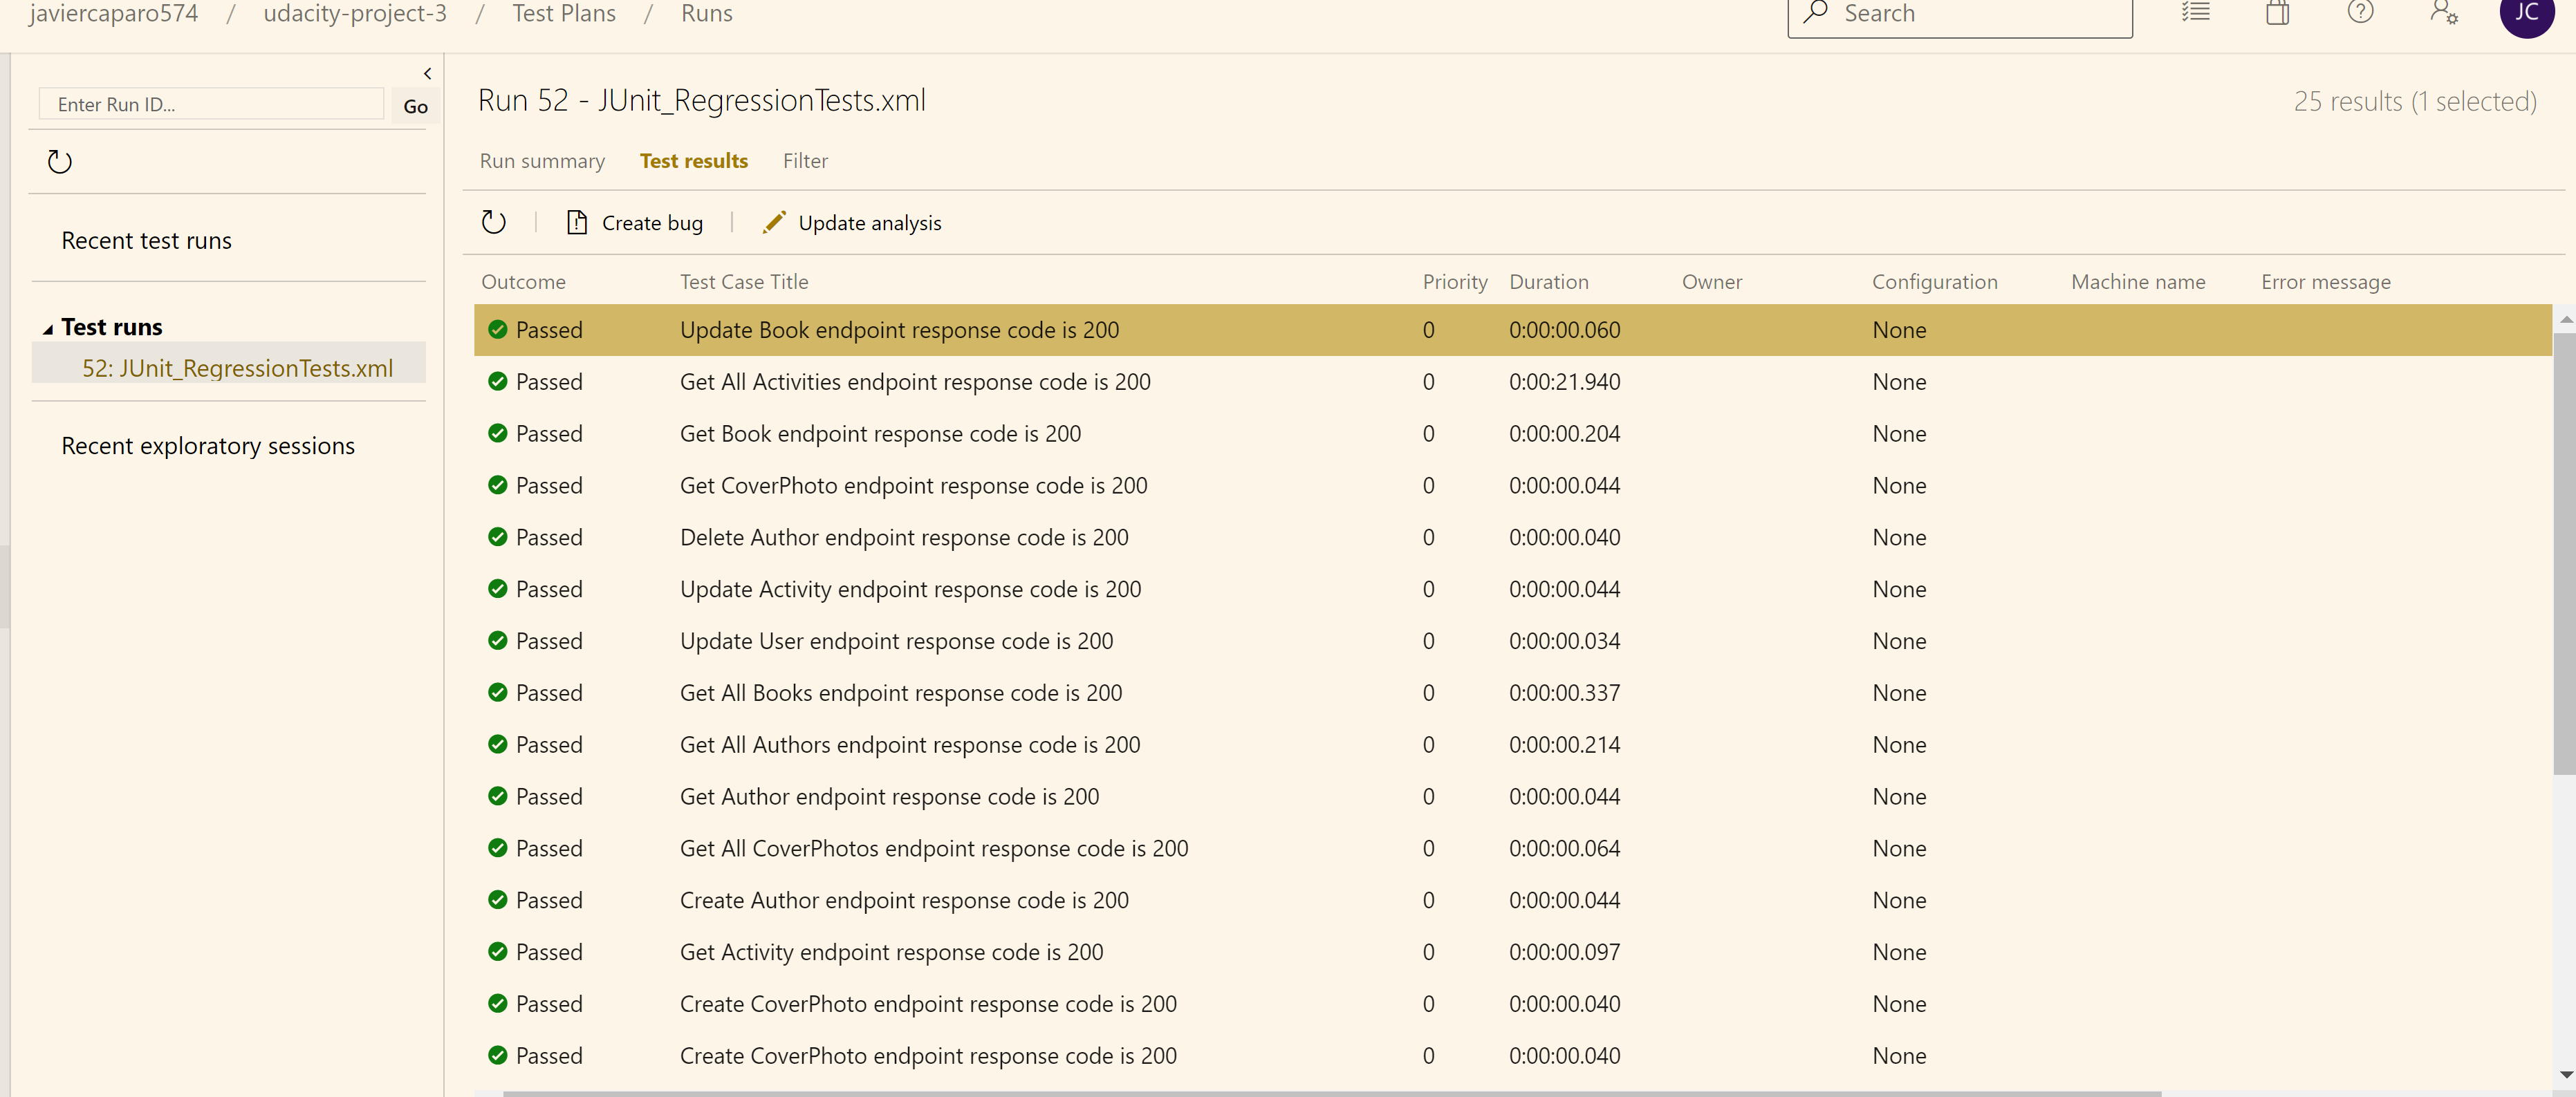 javiercaparo574 / udacity-project-3 / Test Plans / Runs
Search
JC
Enter Run ID...
Go
Recent test runs
Test runs
52: JUnit_RegressionTests.xml
Recent exploratory sessions
Run 52 - JUnit_RegressionTests.xml
25 results (1 selected)
Run summary Test results Filter
Create bug | Update analysis
Outcome Test Case Title Priority Duration Owner Configuration Machine name Error message
Passed Update Book endpoint response code is 200 0 0:00:00.060 None
Passed Get All Activities endpoint response code is 200 0 0:00:21.940 None
Passed Get Book endpoint response code is 200 0 0:00:00.204 None
Passed Get CoverPhoto endpoint response code is 200 0 0:00:00.044 None
Passed Delete Author endpoint response code is 200 0 0:00:00.040 None
Passed Update Activity endpoint response code is 200 0 0:00:00.044 None
Passed Update User endpoint response code is 200 0 0:00:00.034 None
Passed Get All Books endpoint response code is 200 0 0:00:00.337 None
Passed Get All Authors endpoint response code is 200 0 0:00:00.214 None
Passed Get Author endpoint response code is 200 0 0:00:00.044 None
Passed Get All CoverPhotos endpoint response code is 200 0 0:00:00.064 None
Passed Create Author endpoint response code is 200 0 0:00:00.044 None
Passed Get Activity endpoint response code is 200 0 0:00:00.097 None
Passed Create CoverPhoto endpoint response code is 200 0 0:00:00.040 None
Passed Create CoverPhoto endpoint response code is 200 0 0:00:00.040 None